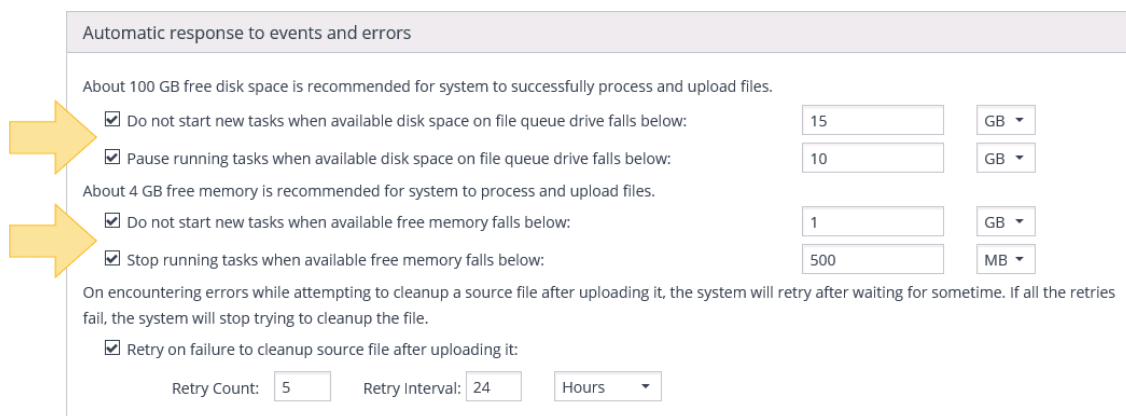 Automatic response to events and errors
About 100 GB free disk space is recommended for system to successfully process and upload files.
Do not start new tasks when available disk space on file queue drive falls below: 15 GB
Pause running tasks when available disk space on file queue drive falls below: 10 GB
About 4 GB free memory is recommended for system to process and upload files.
Do not start new tasks when available free memory falls below: 1 GB
Stop running tasks when available free memory falls below: 500 MB
On encountering errors while attempting to cleanup a source file after uploading it, the system will retry after waiting for sometime. If all the retries
fail, the system will stop trying to cleanup the file.
Retry on failure to cleanup source file after uploading it:
Retry Count: 5 Retry Interval: 24 Hours